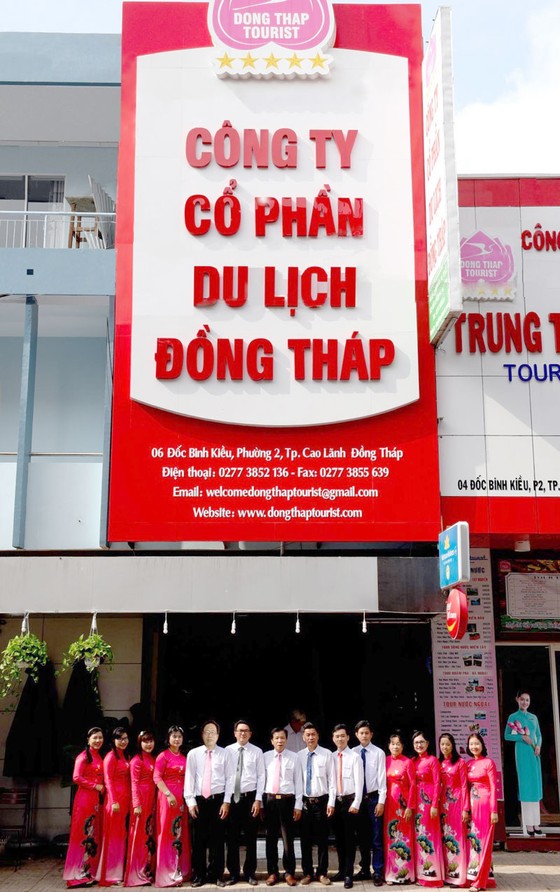 DONG THAP
TOURIST
CÔNG TY
CỔ PHẦN
DU LỊCH
ĐỒNG THÁP
06 Đốc Binh Kiều, Phường 2, Tp. Cao Lãnh Đồng Tháp
Điện thoại: 0277 3852 136 - Fax: 0277 3855 639
Email: welcomedongthaptourist@gmail.com
Website: www.dongthaptourist.com
CÔNG
DONG THAP
TOURIST
TRUNG T
TOUR
04 ĐỐC BINH KIỀU, P2, TP.
TOUR NƯỚC NGOÀI